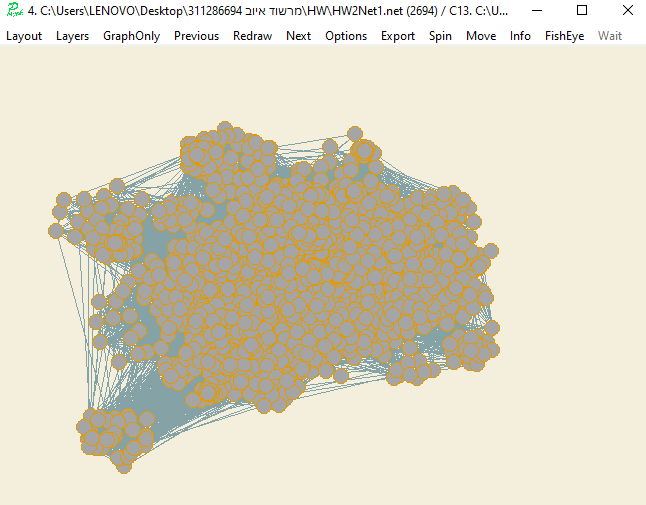 4. C:\Users\LENOVO\Desktop\311286694 מרשוד איוב\HW\HW2Net1.net (2694) / C13. C:\U...
Layout Layers GraphOnly Previous Redraw Next Options Export Spin Move Info FishEye Wait